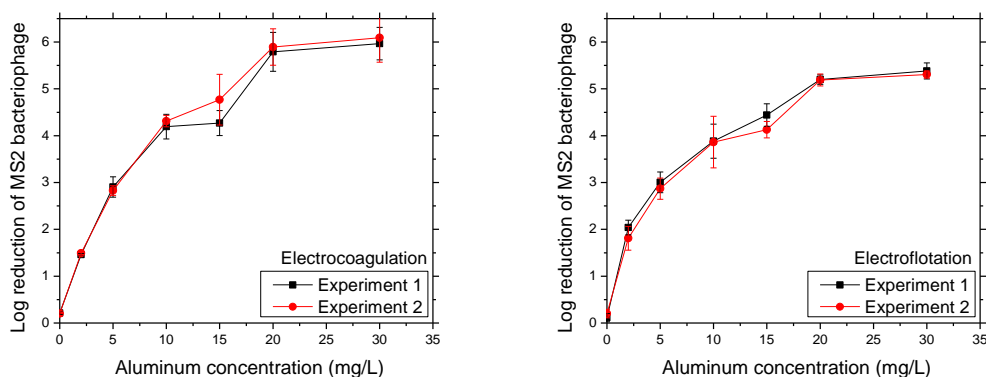 Log reduction of MS2 bacteriophage
6
5
4
3
2
1
0
Electrocoagulation
Experiment 1
Experiment 2
0 5 10 15 20 25 30 35
Aluminum concentration (mg/L)
Log reduction of MS2 bacteriophage
6
5
4
3
2
1
0
Electroflotation
Experiment 1
Experiment 2
0 5 10 15 20 25 30 35
Aluminum concentration (mg/L)